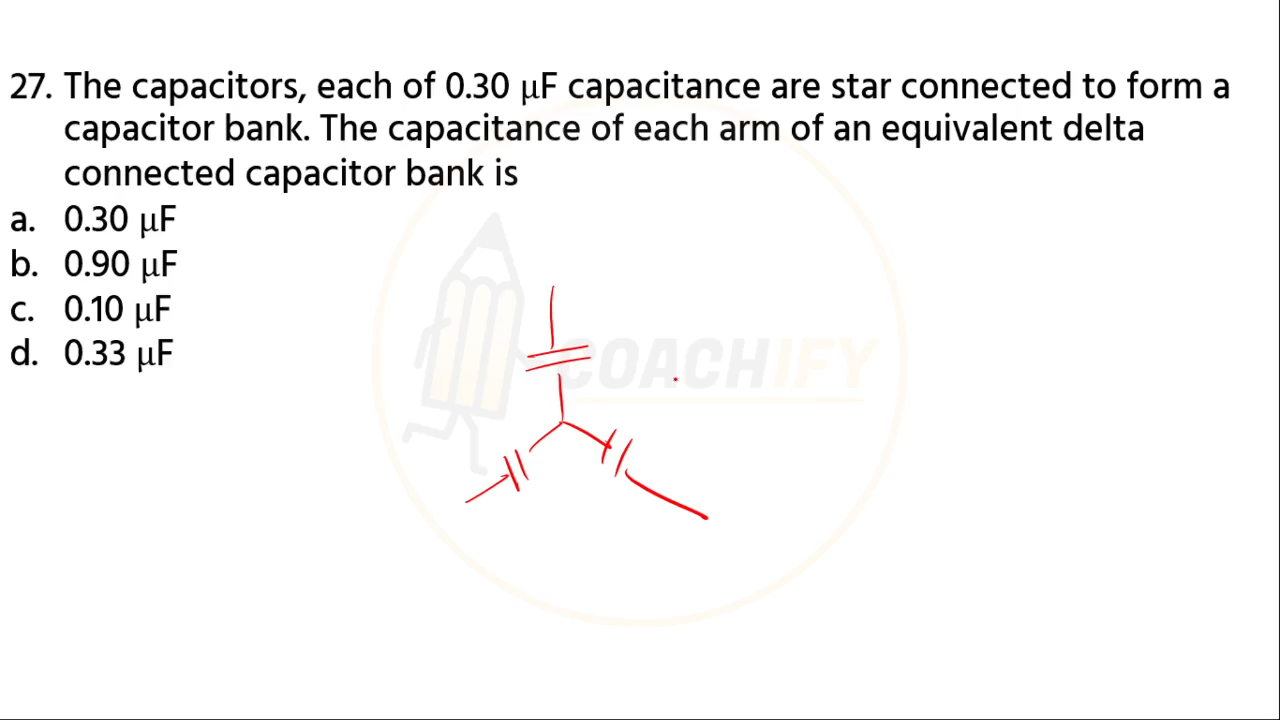 27. The capacitors, each of 0.30 μF capacitance are star connected to form a
capacitor bank. The capacitance of each arm of an equivalent delta
connected capacitor bank is
a. 0.30 μF
b. 0.90 μF
c. 0.10 μF
d. 0.33 μF
COACHIFY